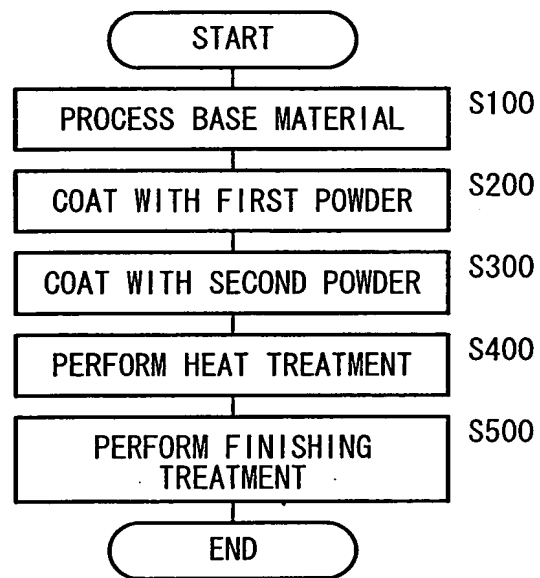 START
PROCESS BASE MATERIAL
S100
COAT WITH FIRST POWDER
S200
COAT WITH SECOND POWDER
S300
PERFORM HEAT TREATMENT
S400
PERFORM FINISHING
TREATMENT
S500
END